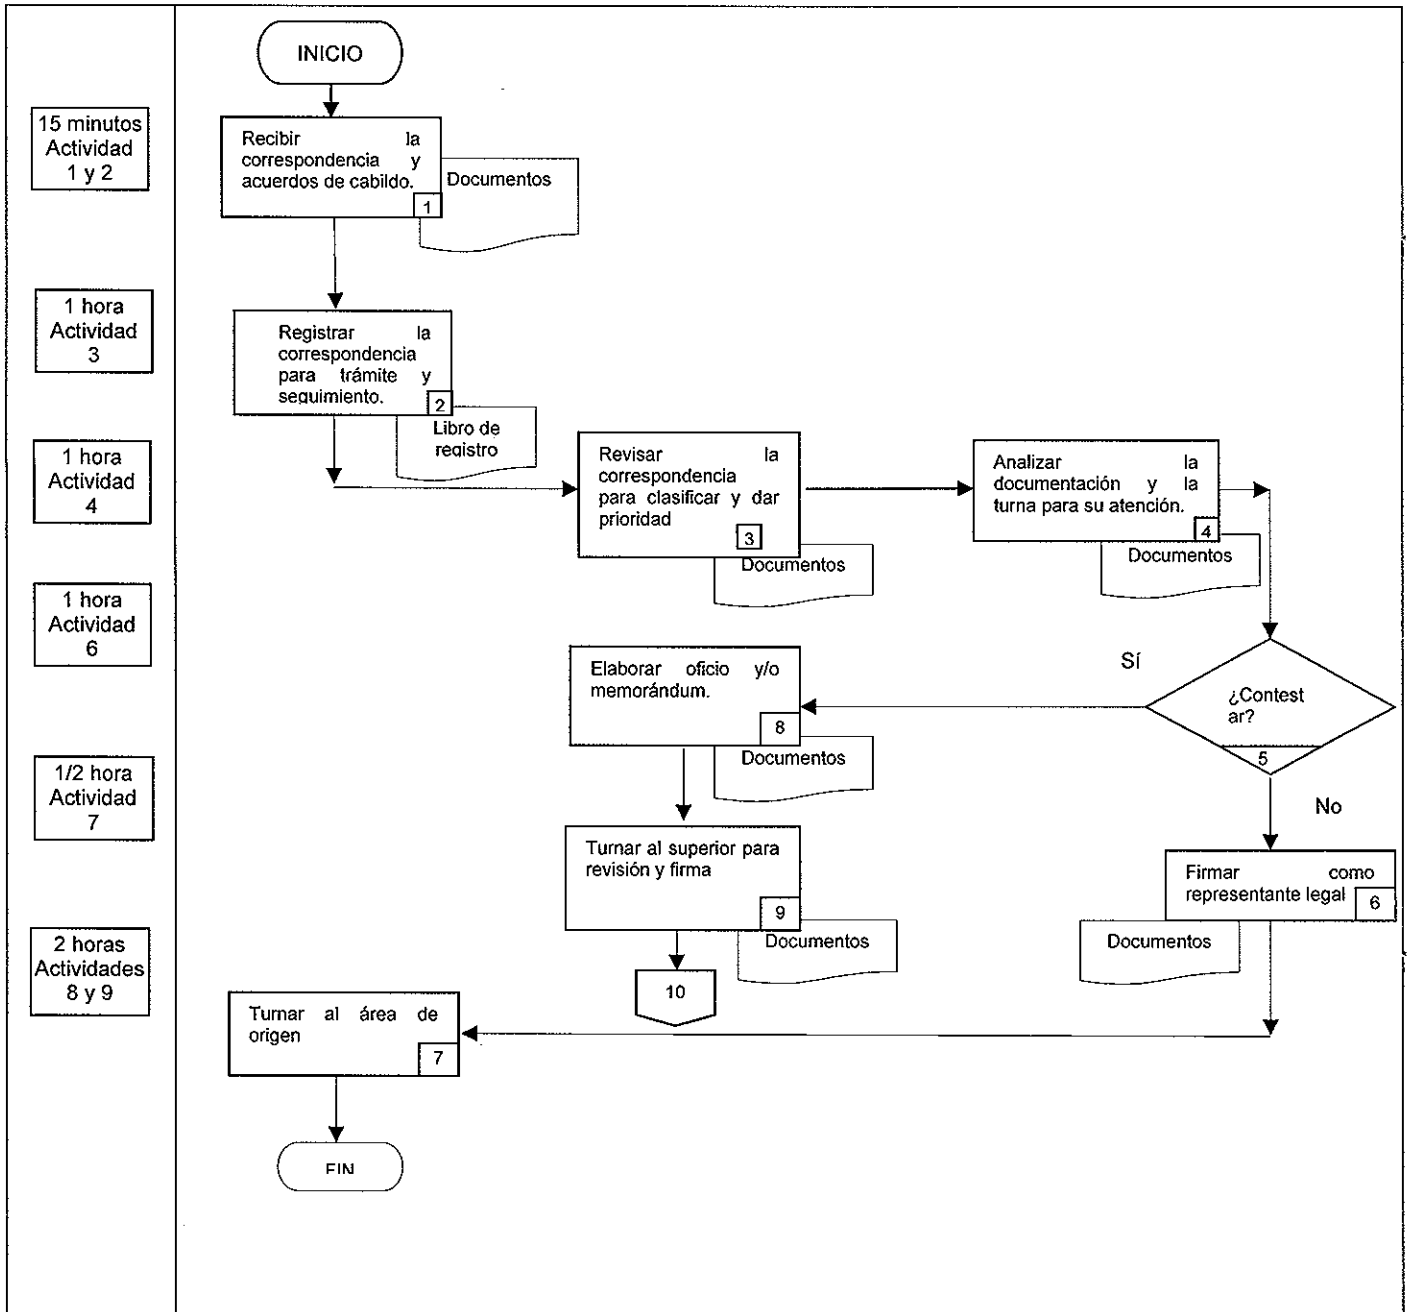 15 minutos
Actividad
1 y 2
1 hora
Actividad
3
1 hora
Actividad
4
1 hora
Actividad
6
1/2 hora
Actividad
7
2 horas
Actividades
8 y 9
INICIO
Recibir la
correspondencia y
acuerdos de cabildo.
1
Documentos
Registrar la
correspondencia
para trámite y
seguimiento.
2
Libro de
registro
Revisar la
correspondencia
para clasificar y dar
prioridad
3
Documentos
Analizar la
documentación y la
turna para su atención.
4
Documentos
¿Contest
ar?
5
Sí
No
Elaborar oficio y/o
memorándum.
8
Documentos
Turnar al superior para
revisión y firma
9
Documentos
10
Firmar como
representante legal
6
Documentos
Turnar al área de
origen
7
FIN